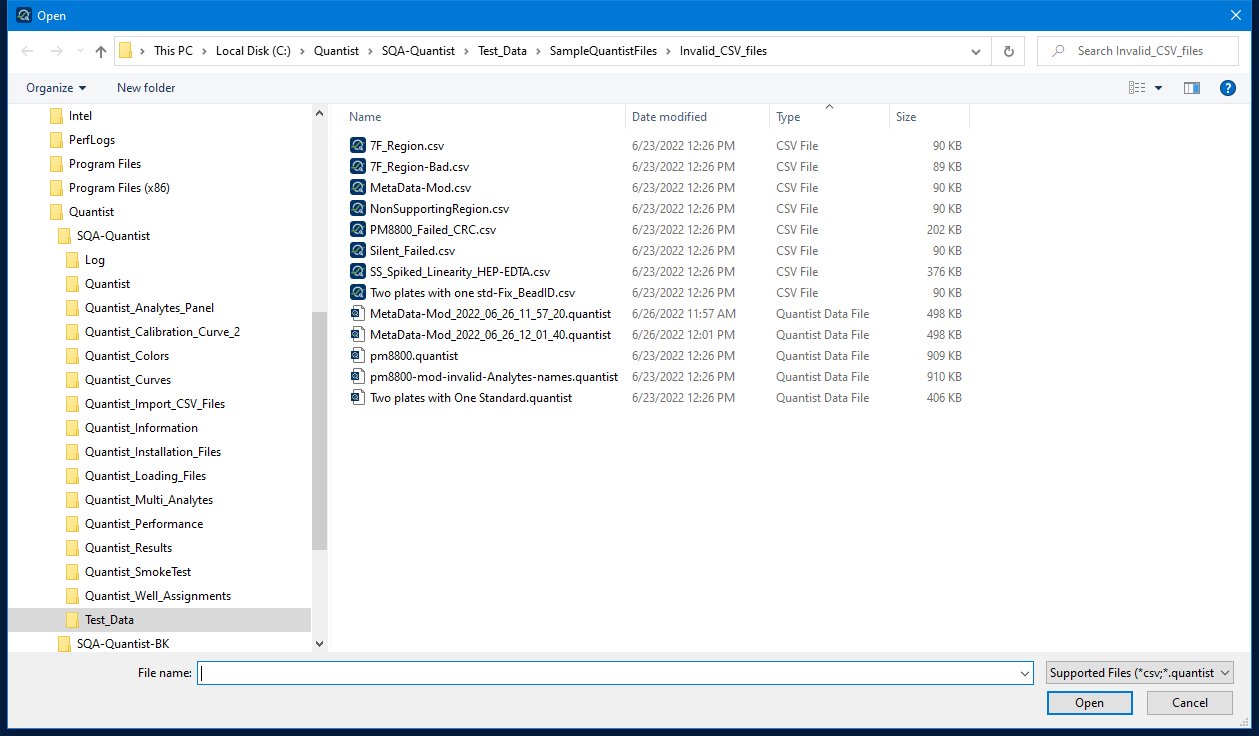 Open
This PC > Local Disk (C:) > Quantist > SQA-Quantist > Test_Data > SampleQuantistFiles > Invalid_CSV_files
Search Invalid_CSV_files
Organize New folder ?
Intel
PerfLogs
Program Files
Program Files (x86)
Quantist
SQA-Quantist
Log
Quantist
Quantist_Analytes_Panel
Quantist_Calibration_Curve_2
Quantist_Colors
Quantist_Curves
Quantist_Import_CSV_Files
Quantist_Information
Quantist_Installation_Files
Quantist_Loading_Files
Quantist_Multi_Analytes
Quantist_Performance
Quantist_Results
Quantist_SmokeTest
Quantist_Well_Assignments
Test_Data
SQA-Quantist-BK
Name Date modified Type Size
7F_Region.csv 6/23/2022 12:26 PM CSV File 90 KB
7F_Region-Bad.csv 6/23/2022 12:26 PM CSV File 89 KB
MetaData-Mod.csv 6/23/2022 12:26 PM CSV File 90 KB
NonSupportingRegion.csv 6/23/2022 12:26 PM CSV File 90 KB
PM8800_Failed_CRC.csv 6/23/2022 12:26 PM CSV File 202 KB
Silent_Failed.csv 6/23/2022 12:26 PM CSV File 90 KB
SS_Spiked_Linearity_HEP-EDTA.csv 6/23/2022 12:26 PM CSV File 376 KB
Two plates with one std-Fix_BeadID.csv 6/23/2022 12:26 PM CSV File 90 KB
MetaData-Mod_2022_06_26_11_57_20.quantist 6/26/2022 11:57 AM Quantist Data File 498 KB
MetaData-Mod_2022_06_26_12_01_40.quantist 6/26/2022 12:01 PM Quantist Data File 498 KB
pm8800.quantist 6/23/2022 12:26 PM Quantist Data File 909 KB
pm8800-mod-invalid-Analytes-names.quantist 6/23/2022 12:26 PM Quantist Data File 910 KB
Two plates with One Standard.quantist 6/23/2022 12:26 PM Quantist Data File 406 KB
File name:
Supported Files (*csv;*.quantist
Open Cancel